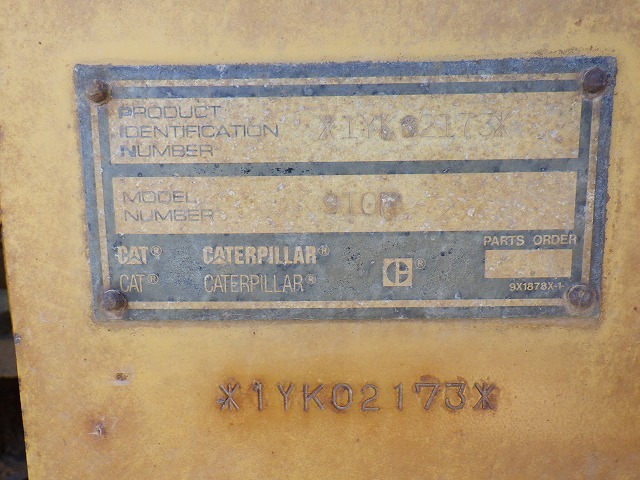 PRODUCT
IDENTIFICATION
NUMBER
*1YK02173*
MODEL
NUMBER
CAT® CATERPILLAR®
CAT® CATERPILLAR®
®
PARTS ORDER
9X1878X-1
*1YK02173*